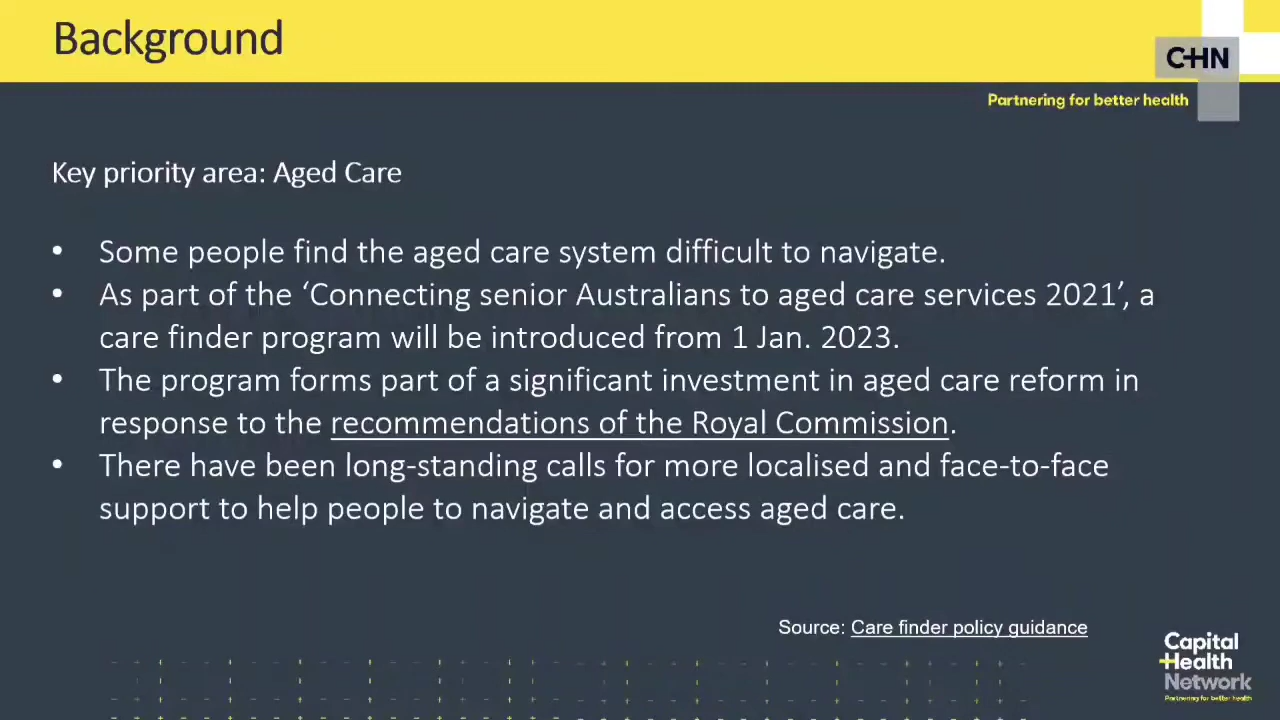 Background
C+HN
Partnering for better health
Key priority area: Aged Care
• Some people find the aged care system difficult to navigate.
• As part of the ‘Connecting senior Australians to aged care services 2021’, a
care finder program will be introduced from 1 Jan. 2023.
• The program forms part of a significant investment in aged care reform in
response to the recommendations of the Royal Commission.
• There have been long-standing calls for more localised and face-to-face
support to help people to navigate and access aged care.
Source: Care finder policy guidance
Capital
Health
Network
Partnering for better health